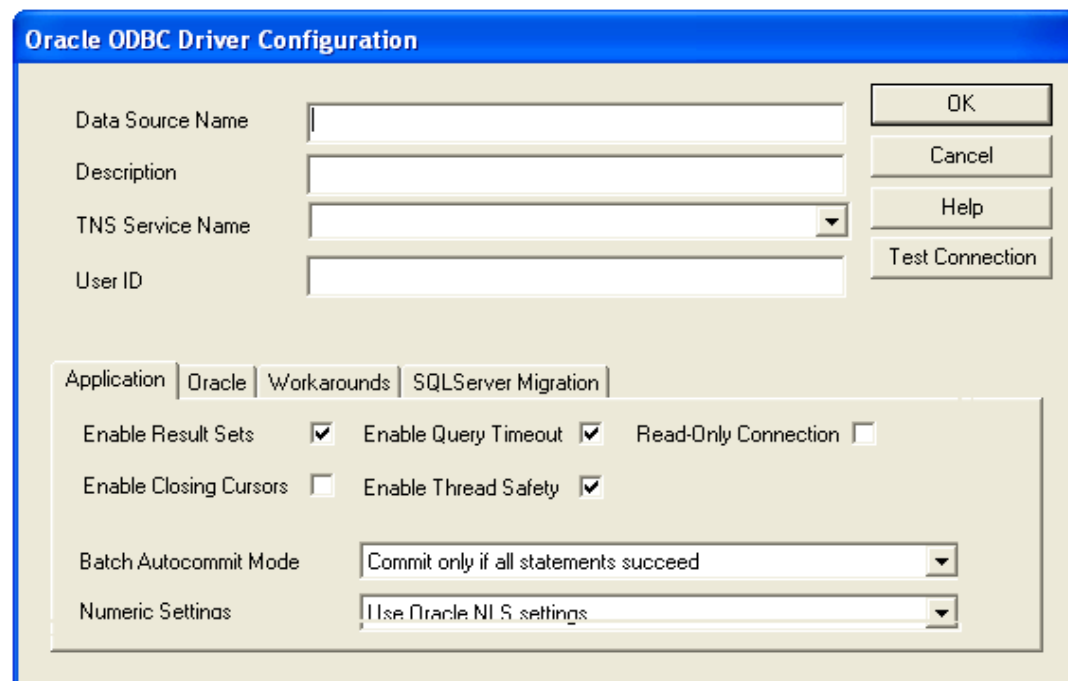 Oracle ODBC Driver Configuration
Data Source Name
OK
Description
Cancel
TNS Service Name
Help
User ID
Test Connection
Application Oracle Workarounds SQLServer Migration
Enable Result Sets Enable Query Timeout Read-Only Connection
Enable Closing Cursors Enable Thread Safety
Batch Autocommit Mode Commit only if all statements succeed
Numeric Settings Use Oracle NLS settings